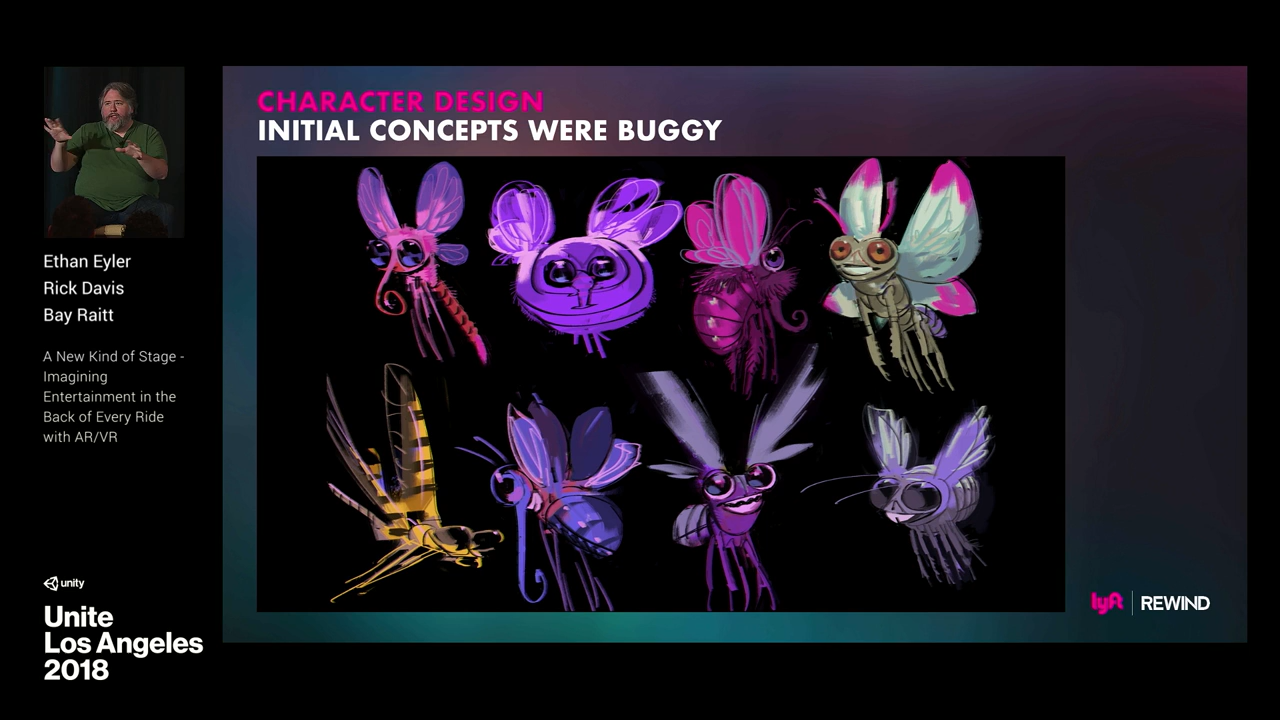 CHARACTER DESIGN
INITIAL CONCEPTS WERE BUGGY
Ethan Eyler
Rick Davis
Bay Raitt
A New Kind of Stage -
Imagining
Entertainment in the
Back of Every Ride
with AR/VR
unity
Unite
Los Angeles
2018
lyft | REWIND